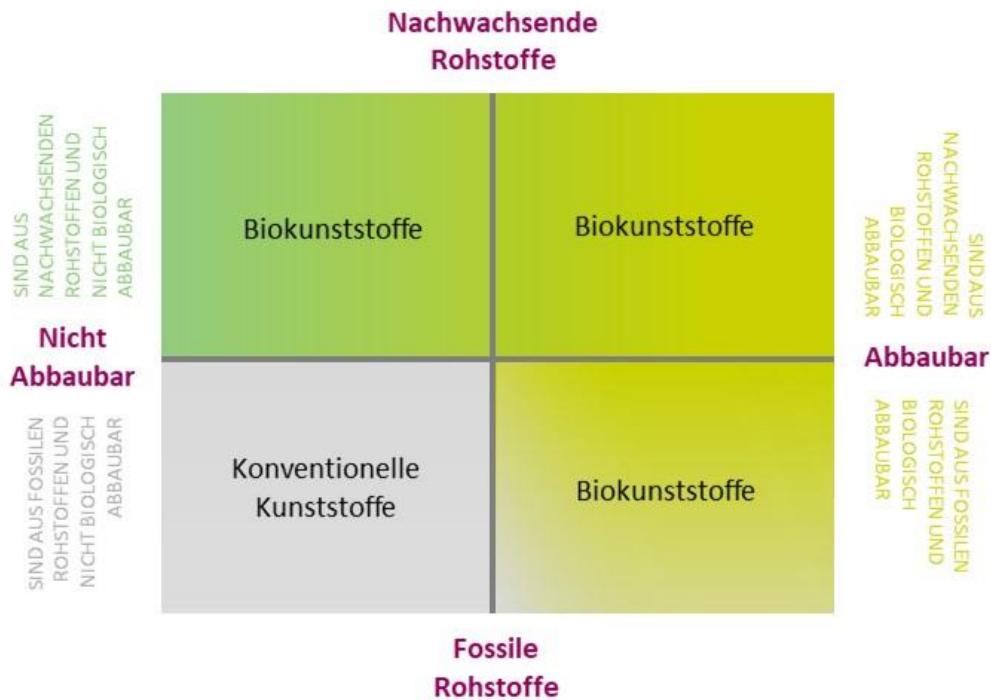 Nachwachsende
Rohstoffe
SIND AUS
NACHWACHSENDEN
ROHSTOFFEN UND
NICHT BIOLOGISCH
ABBAUBAR
Biokunststoffe
Biokunststoffe
SIND AUS
NACHWACHSENDEN
ROHSTOFFEN UND
BIOLOGISCH
ABBAUBAR
Nicht
Abbaubar
Abbaubar
SIND AUS FOSSILEN
ROHSTOFFEN UND
NICHT BIOLOGISCH
ABBAUBAR
Konventionelle
Kunststoffe
Biokunststoffe
SIND AUS FOSSILEN
ROHSTOFFEN UND
BIOLOGISCH
ABBAUBAR
Fossile
Rohstoffe